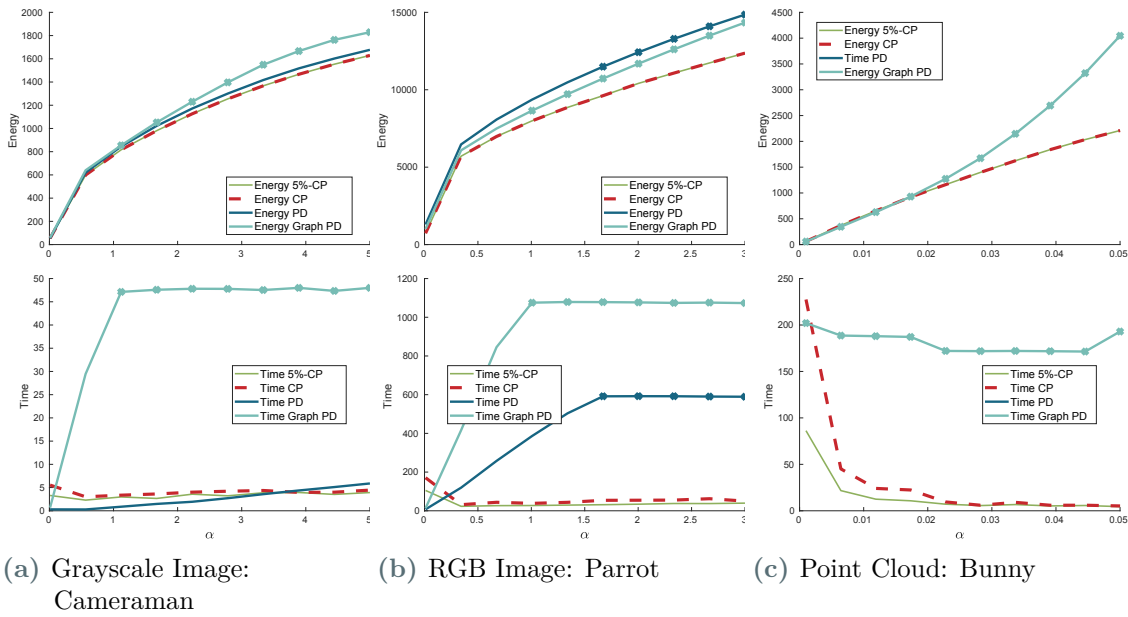 2000
1800
1600
1400
1200
1000
800
600
400
200
0
Energy
Energy 5%-CP
Energy CP
Energy PD
Energy Graph PD
0 1 2 3 4 5
15000
10000
5000
0
Energy
Energy 5%-CP
Energy CP
Energy PD
Energy Graph PD
0 0.5 1 1.5 2 2.5 3
4500
4000
3500
3000
2500
2000
1500
1000
500
0
Energy
Energy 5%-CP
Energy CP
Time PD
Energy Graph PD
0 0.01 0.02 0.03 0.04 0.05
50
45
40
35
30
25
20
15
10
5
0
Time
Time 5%-CP
Time CP
Time PD
Time Graph PD
0 1 2 3 4 5
α
1200
1000
800
600
400
200
0
Time
Time 5%-CP
Time CP
Time PD
Time Graph PD
0 0.5 1 1.5 2 2.5 3
α
250
200
150
100
50
0
Time
Time 5%-CP
Time CP
Time PD
Time Graph PD
0 0.01 0.02 0.03 0.04 0.05
α
(a) Grayscale Image:
Cameraman
(b) RGB Image: Parrot
(c) Point Cloud: Bunny